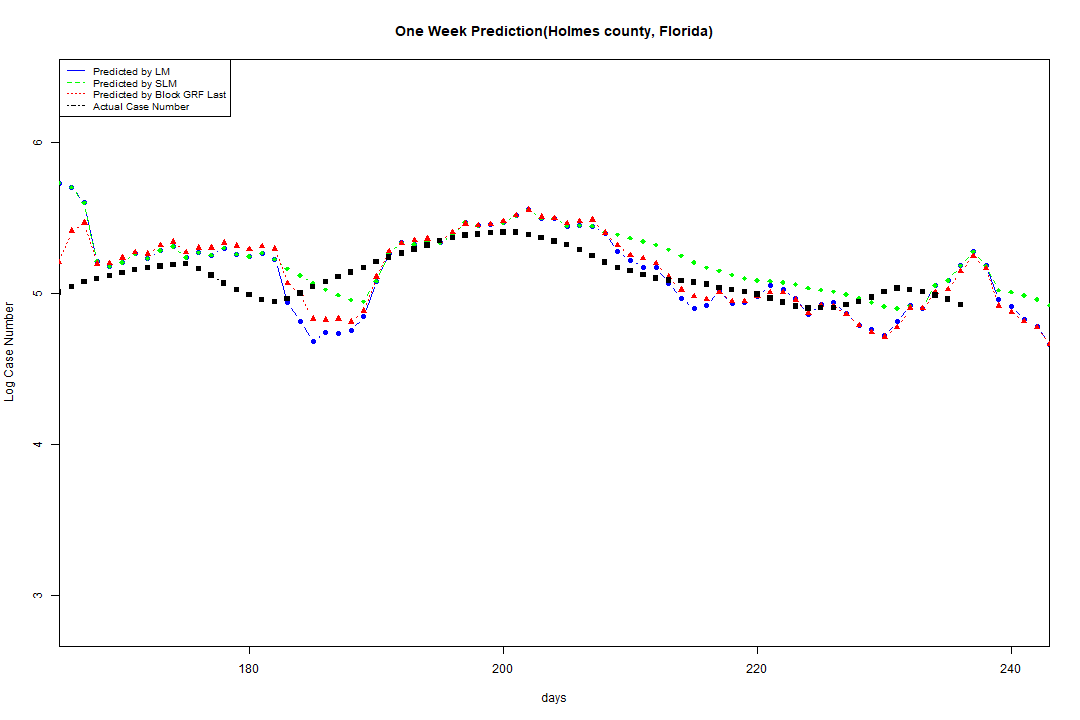 One Week Prediction(Holmes county, Florida)
Predicted by LM
Predicted by SLM
Predicted by Block GRF Last
Actual Case Number
6
5
4
3
Log Case Number
180 200 220 240
days